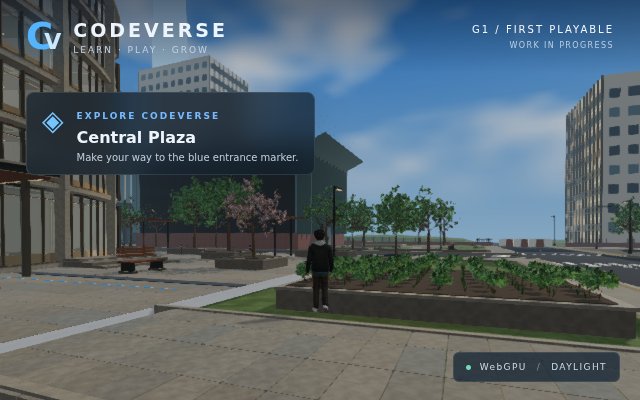 CV CODEVERSE
LEARN · PLAY · GROW
G1 / FIRST PLAYABLE
WORK IN PROGRESS
EXPLORE CODEVERSE
Central Plaza
Make your way to the blue entrance marker.
WebGPU / DAYLIGHT